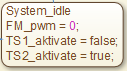 System_idle
FM_pwm = 0;
TS1_aktivate = false;
TS2_aktivate = true;